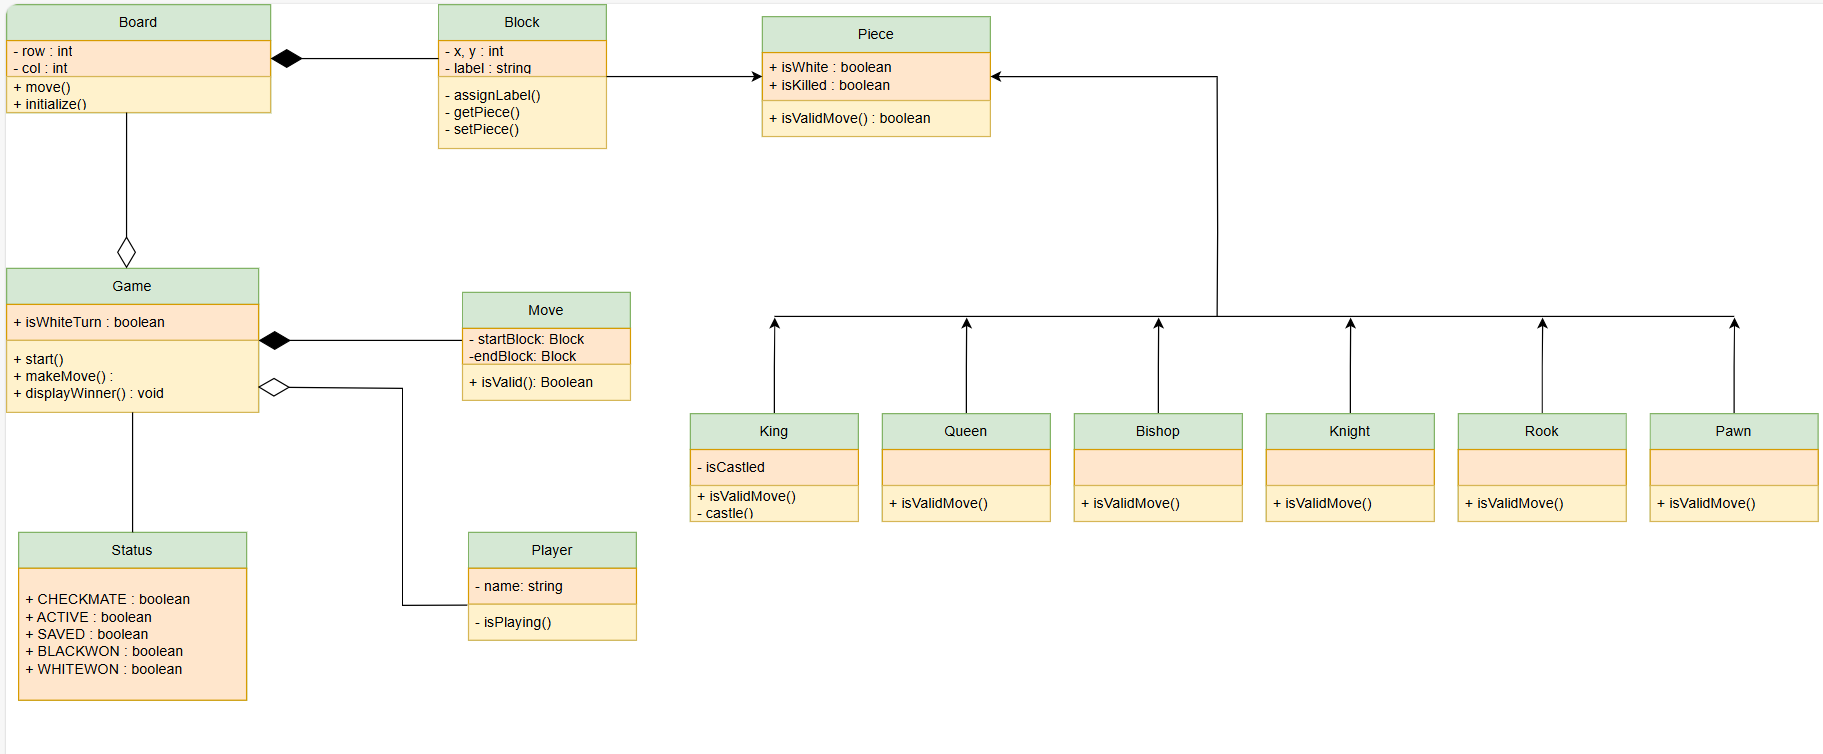 Board
- row : int
- col : int
+ move()
+ initialize()
Block
- x, y : int
- label : string
- assignLabel()
- getPiece()
- setPiece()
Piece
+ isWhite : boolean
+ isKilled : boolean
+ isValidMove() : boolean
Game
+ isWhiteTurn : boolean
+ start()
+ makeMove() :
+ displayWinner() : void
Move
- startBlock: Block
-endBlock: Block
+ isValid(): Boolean
King
- isCastled
+ isValidMove()
- castle()
Queen
+ isValidMove()
Bishop
+ isValidMove()
Knight
+ isValidMove()
Rook
+ isValidMove()
Pawn
+ isValidMove()
Status
+ CHECKMATE : boolean
+ ACTIVE : boolean
+ SAVED : boolean
+ BLACKWON : boolean
+ WHITEWON : boolean
Player
- name: string
- isPlaying()